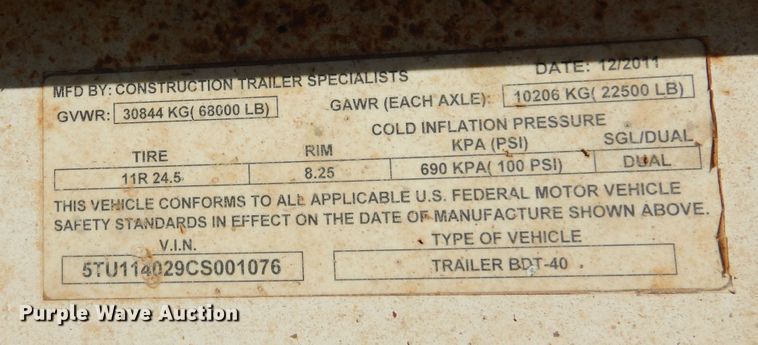 MFD BY: CONSTRUCTION TRAILER SPECIALISTS DATE: 12/2011
GVWR: 30844 KG( 68000 LB) GAWR (EACH AXLE): 10206 KG( 22500 LB)
COLD INFLATION PRESSURE
TIRE RIM KPA (PSI) SGL/DUAL
11R 24.5 8.25 690 KPA( 100 PSI) DUAL
THIS VEHICLE CONFORMS TO ALL APPLICABLE U.S. FEDERAL MOTOR VEHICLE
SAFETY STANDARDS IN EFFECT ON THE DATE OF MANUFACTURE SHOWN ABOVE.
V.I.N. TYPE OF VEHICLE
5TU114029CS001076 TRAILER BDT-40
Purple Wave Auction